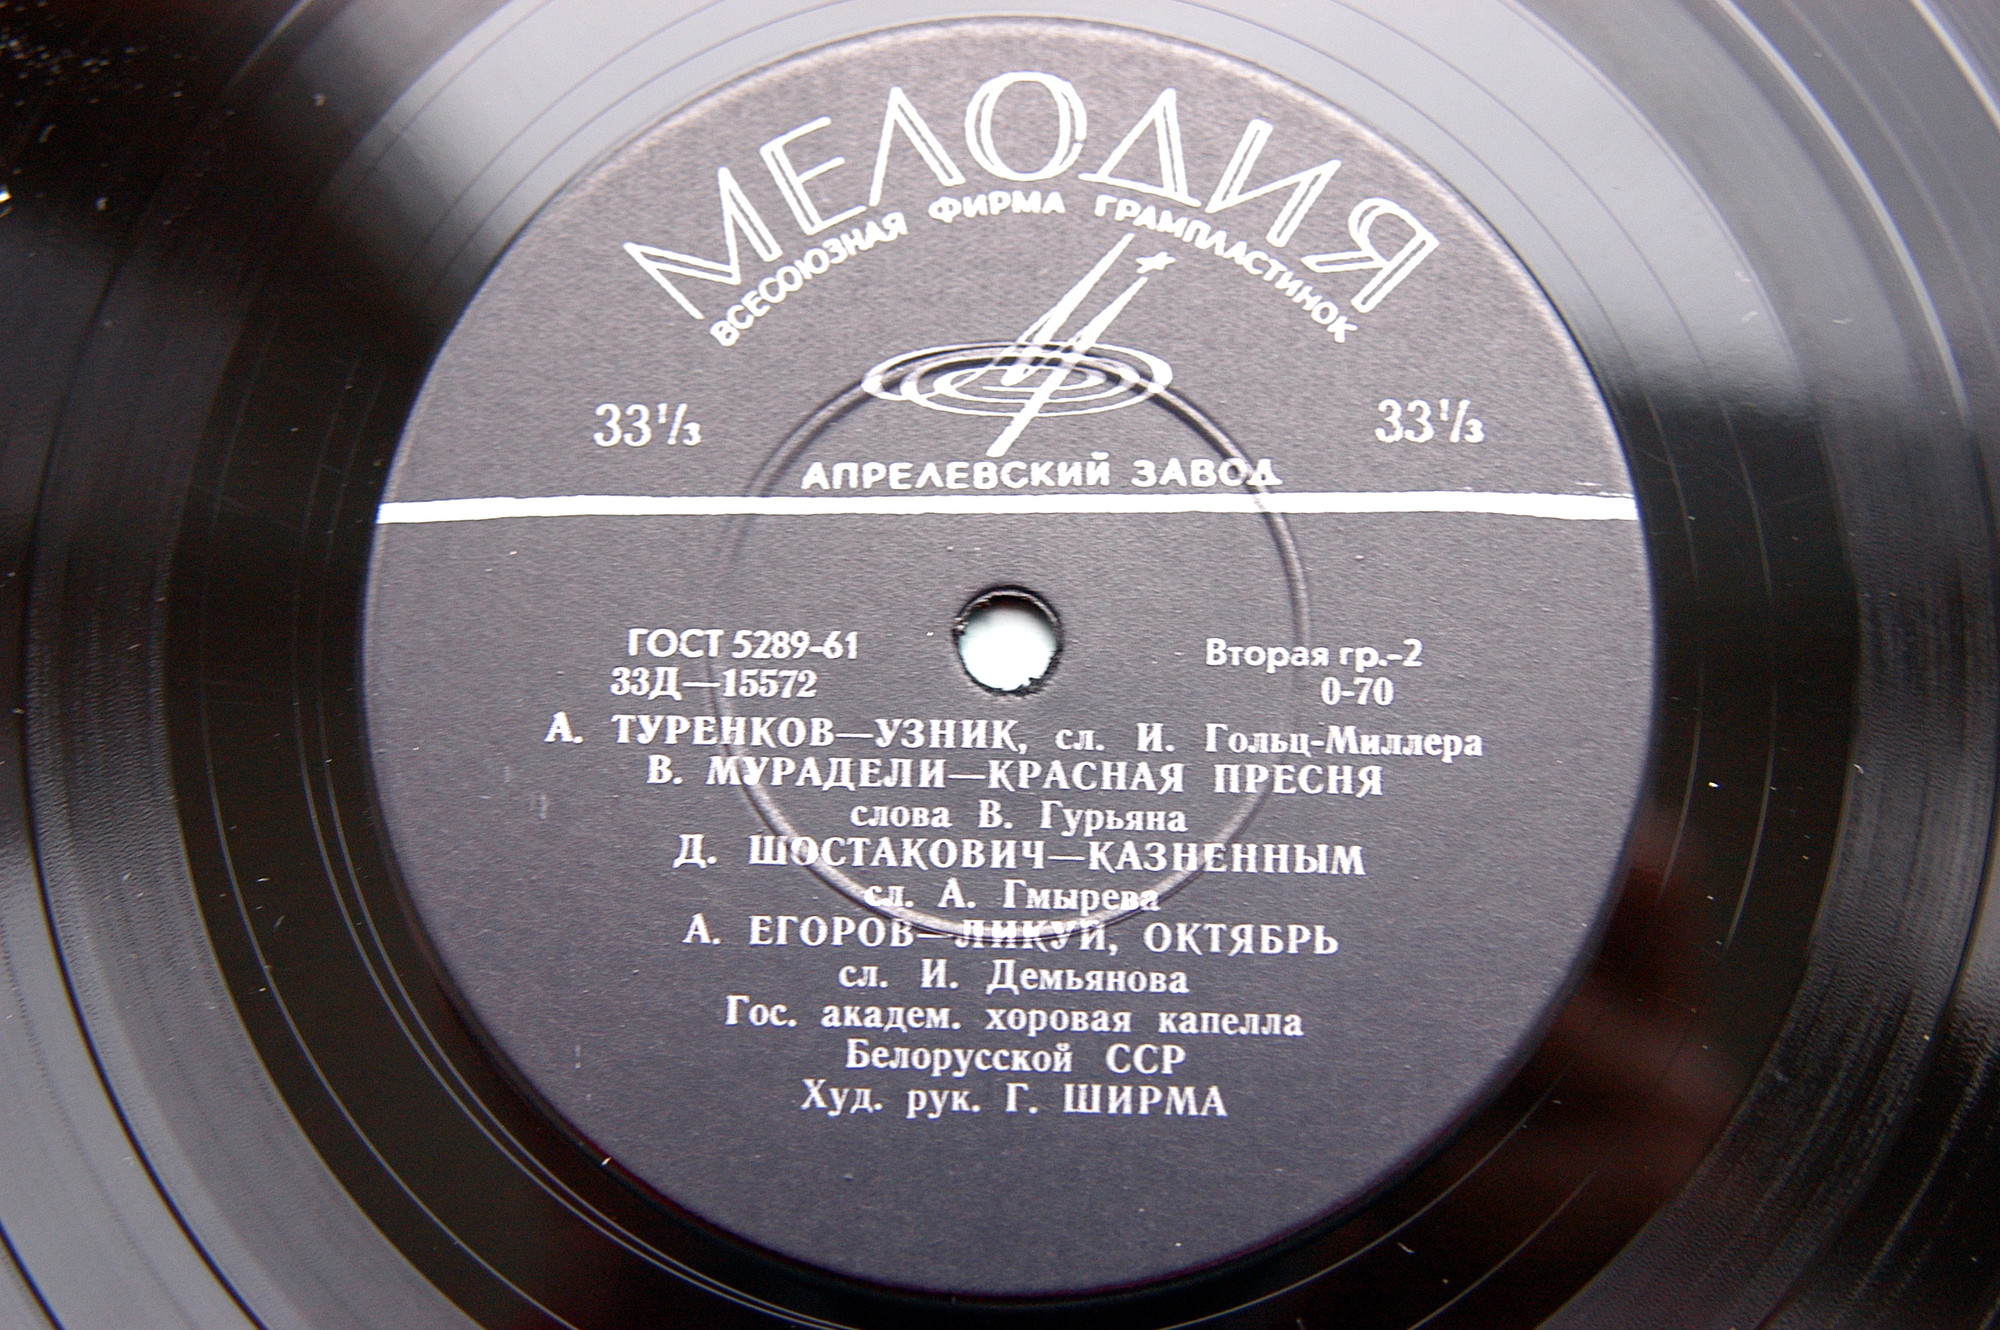 МЕЛОДИЯ
ВСЕСОЮЗНАЯ ФИРМА ГРАМПЛАСТИНОК
33⅓ 33⅓
АПРЕЛЕВСКИЙ ЗАВОД
ГОСТ 5289-61 Вторая гр.-2
33Д—15572 0-70
А. ТУРЕНКОВ—УЗНИК, сл. И. Гольц-Миллера
В. МУРАДЕЛИ—КРАСНАЯ ПРЕСНЯ
слова В. Гурьяна
Д. ШОСТАКОВИЧ—КАЗНЕННЫМ
сл. А. Гмырева
А. ЕГОРОВ—ЛИКУЙ, ОКТЯБРЬ
сл. И. Демьянова
Гос. академ. хоровая капелла
Белорусской ССР
Худ. рук. Г. ШИРМА